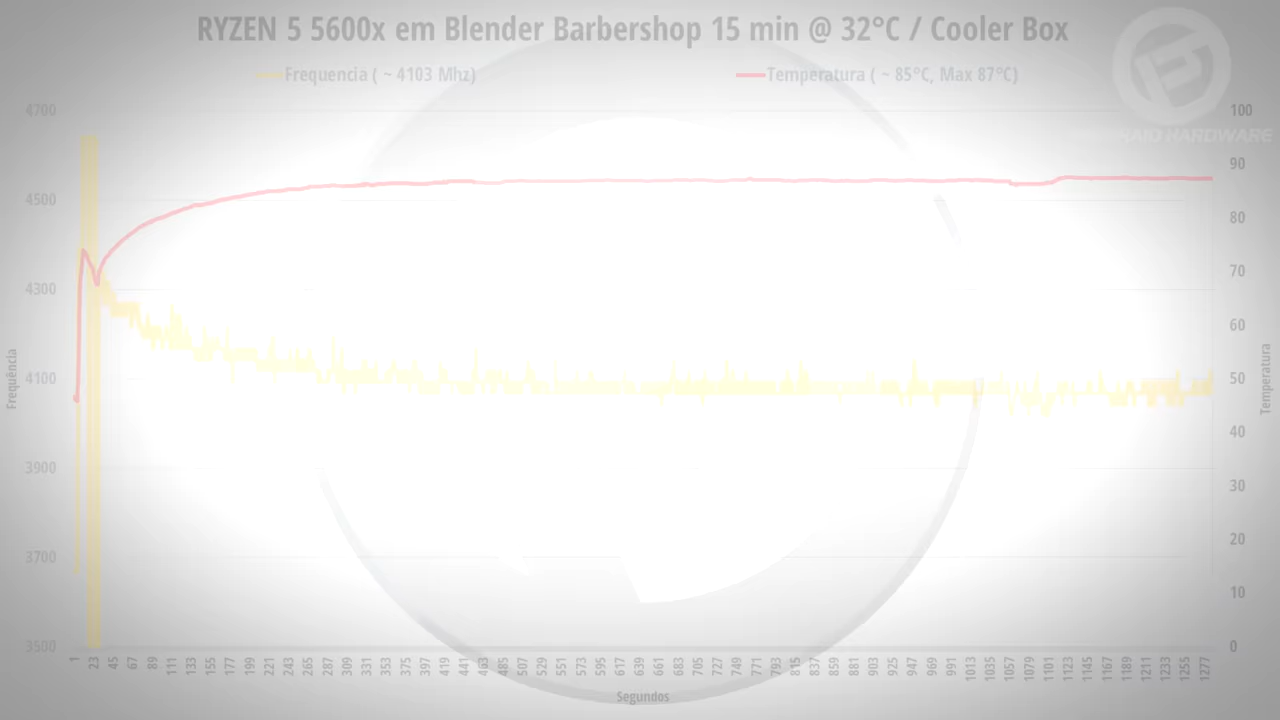 RYZEN 5 5600x em Blender Barbershop 15 min @ 32°C / Cooler Box
Frequencia ( ~ 4103 Mhz)
Temperatura ( ~ 85°C, Max 87°C)
4700
4500
4300
4100
3900
3700
3500
Frequência
100
90
80
70
60
50
40
30
20
10
0
Temperatura
HARDWARE
1 23 45 67 89 111 133 155 177 199 221 243 265 287 309 331 353 375 397 419 441 463 485 507 529 551 573 595 617 639 661 683 705 727 749 771 793 815 837 859 881 903 925 947 969 991 1013 1035 1057 1079 1101 1123 1145 1167 1189 1211 1233 1255 1277
Segundos